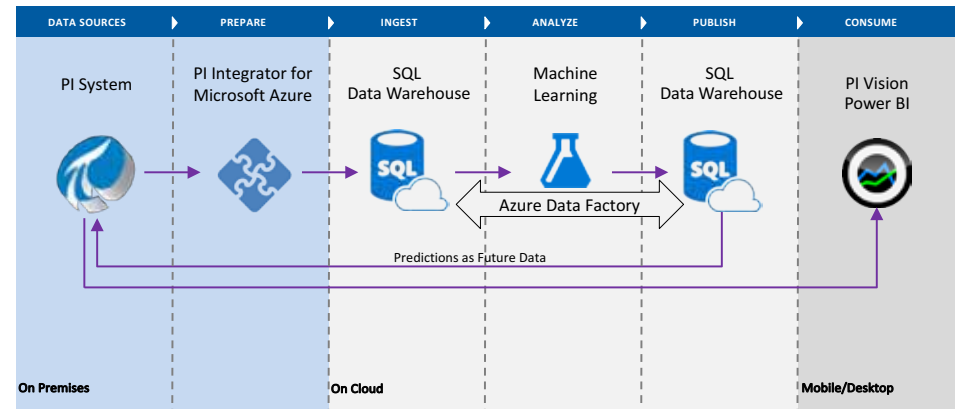 DATA SOURCES
PREPARE
INGEST
ANALYZE
PUBLISH
CONSUME
PI System
PI Integrator for
Microsoft Azure
SQL
Data Warehouse
Machine
Learning
SQL
Data Warehouse
PI Vision
Power BI
SQL
SQL
Azure Data Factory
Predictions as Future Data
On Premises
On Cloud
Mobile/Desktop